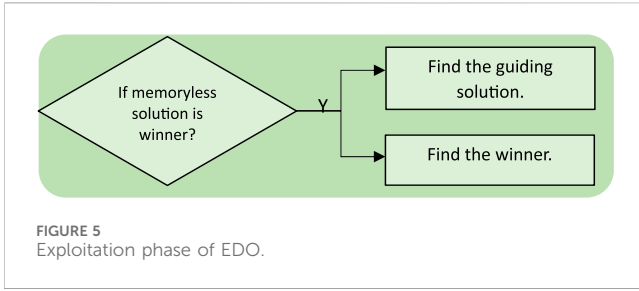 If memoryless
solution is
winner?
Y
Find the guiding
solution.
Find the winner.
FIGURE 5
Exploitation phase of EDO.